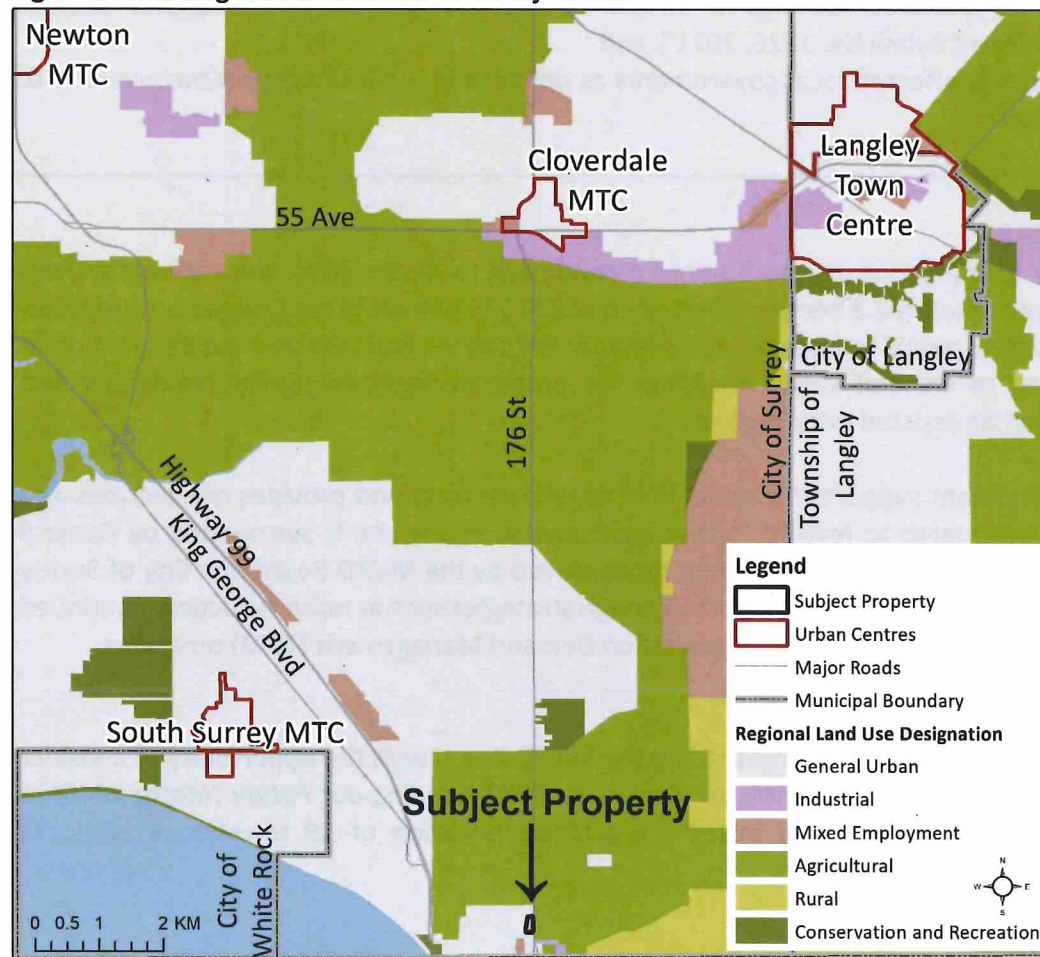 Newton
MTC
Cloverdale
MTC
Langley
Town
Centre
55 Ave
City of Langley
176 St
City of Surrey
Township of
Langley
Highway 99
King George Blvd
South Surrey MTC
Subject Property
City of
White Rock
0 0.5 1 2 KM
Legend
Subject Property
Urban Centres
Major Roads
Municipal Boundary
Regional Land Use Designation
General Urban
Industrial
Mixed Employment
Agricultural
Rural
Conservation and Recreation
N
W E
S